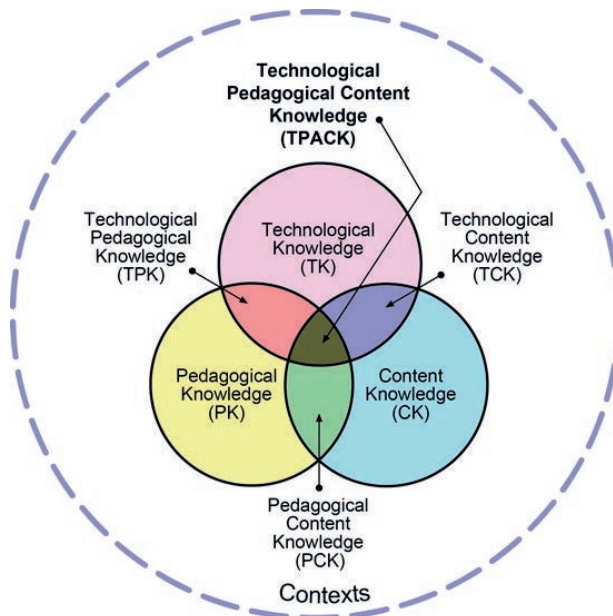 Technological
Pedagogical Content
Knowledge
(TPACK)
Technological
Pedagogical
Knowledge
(TPK)
Technological
Knowledge
(TK)
Technological
Content
Knowledge
(TCK)
Pedagogical
Knowledge
(PK)
Content
Knowledge
(CK)
Pedagogical
Content
Knowledge
(PCK)
Contexts